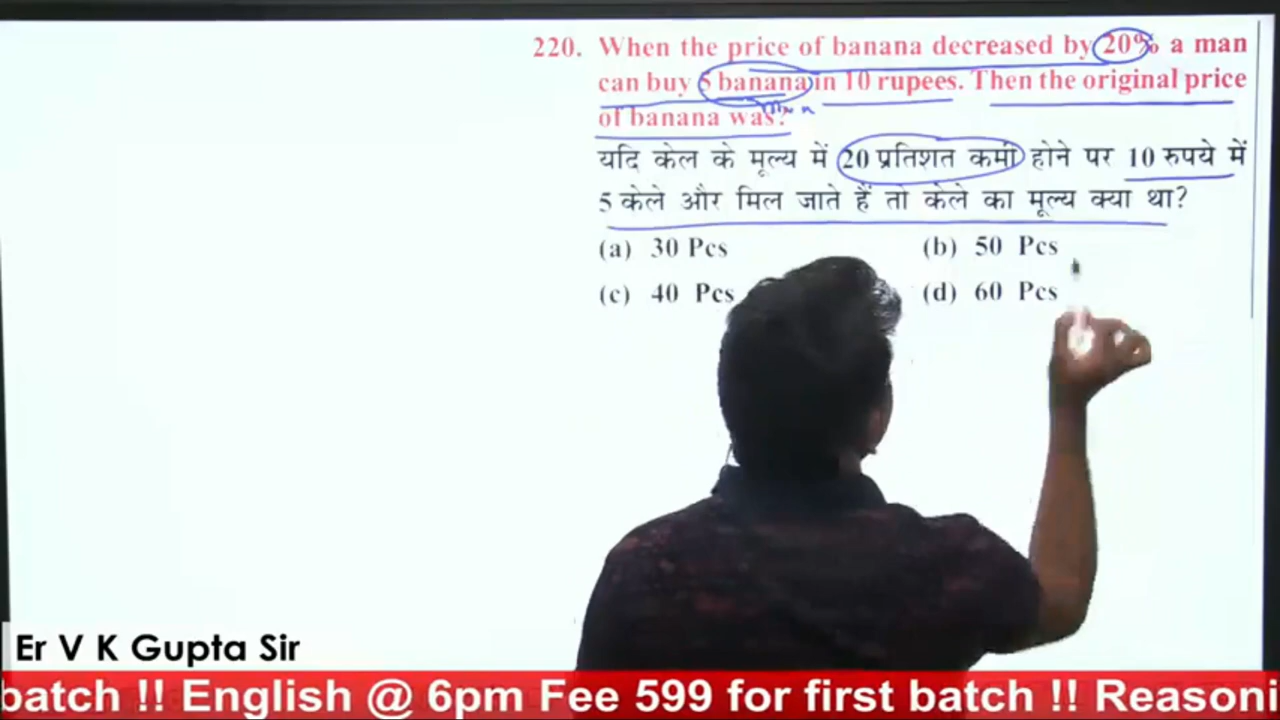 220. When the price of banana decreased by 20% a man
can buy 5 banana in 10 rupees. Then the original price
of banana was?
more
यदि केल के मूल्य में 20 प्रतिशत कमी होने पर 10 रुपये में
5 केले और मिल जाते हैं तो केले का मूल्य क्या था?
(a) 30 Pcs
(b) 50 Pcs
(c) 40 Pcs
(d) 60 Pcs
Er V K Gupta Sir
batch !! English @ 6pm Fee 599 for first batch !! Reasoni